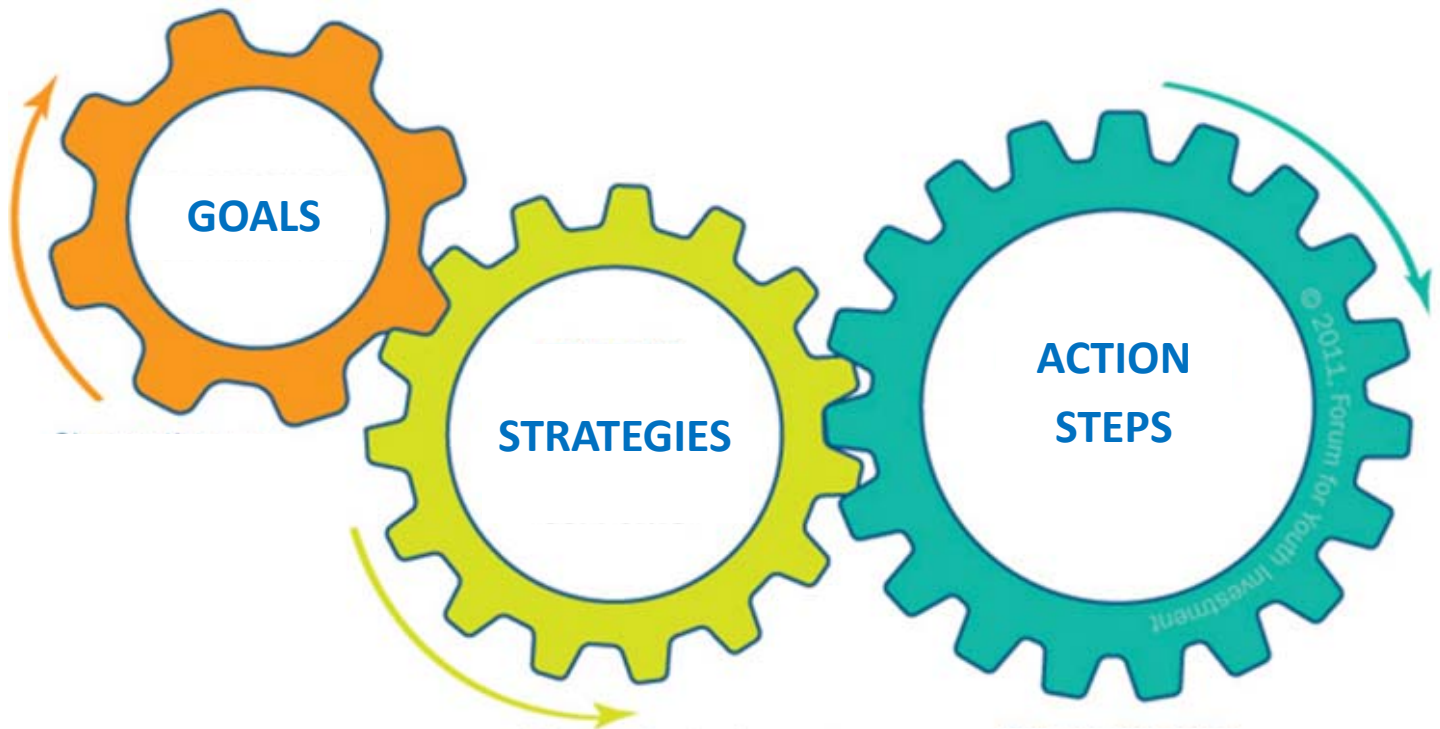 GOALS
STRATEGIES
ACTION
STEPS
© 2011. Forum for Youth Investment